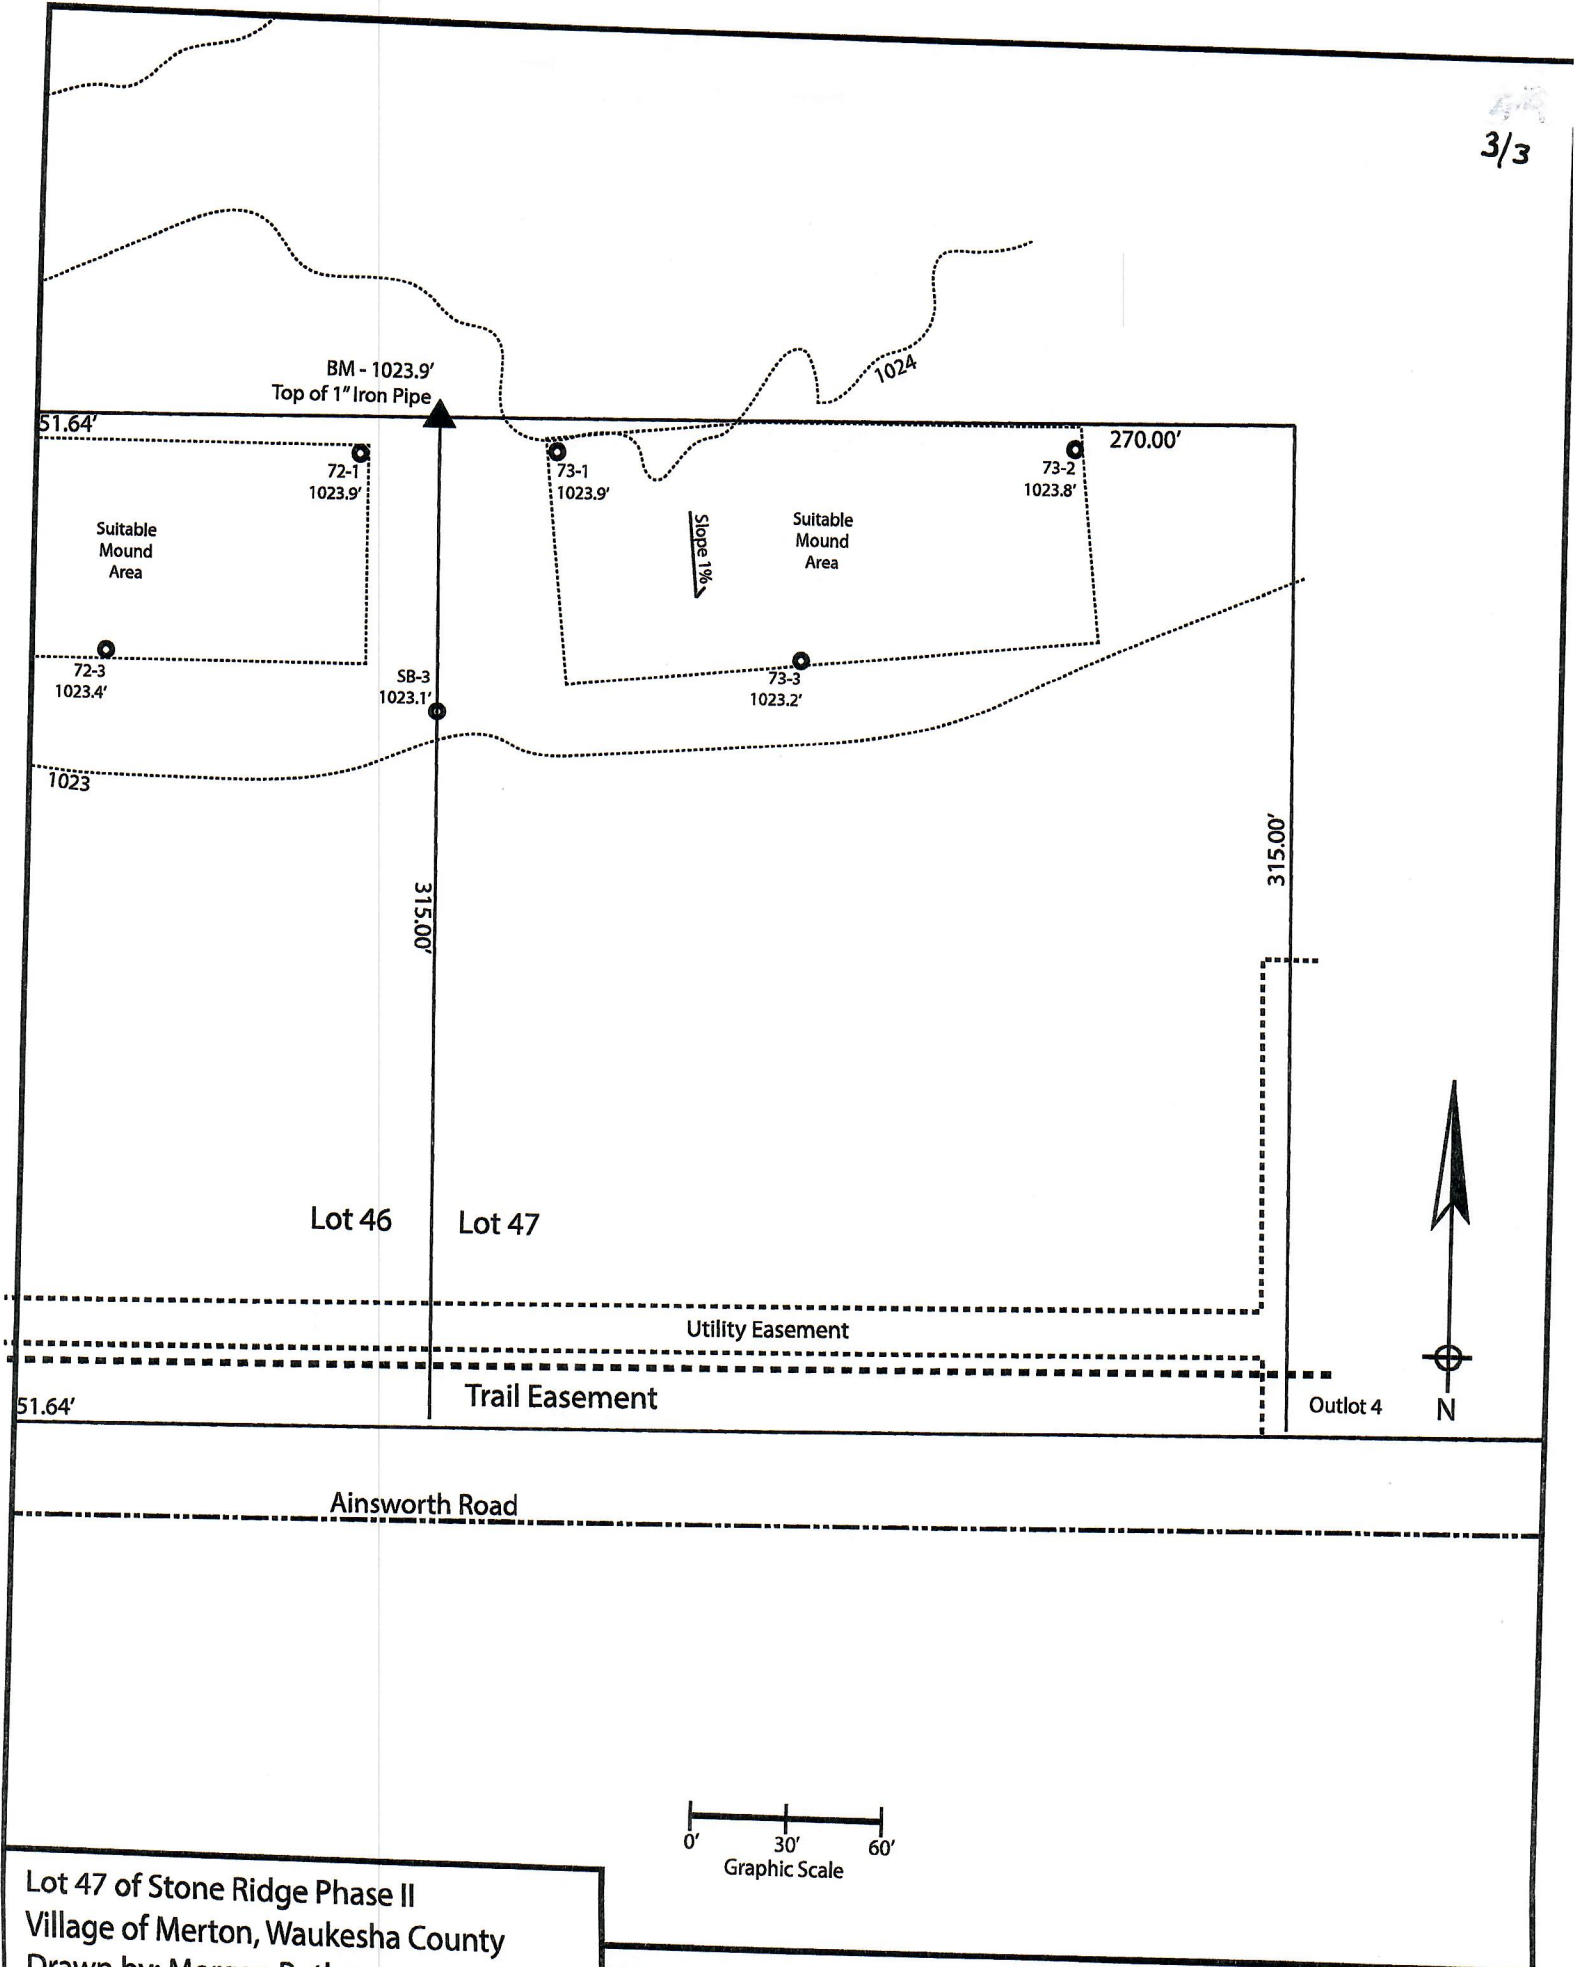 3/3
1024
BM - 1023.9'
Top of 1" Iron Pipe
51.64'
270.00'
72-1
1023.9'
73-1
1023.9'
73-2
1023.8'
Suitable
Mound
Area
Slope 1%
Suitable
Mound
Area
72-3
1023.4'
SB-3
1023.1'
73-3
1023.2'
1023
315.00'
315.00'
Lot 46
Lot 47
Utility Easement
Trail Easement
51.64'
Outlot 4
N
Ainsworth Road
0'
30'
60'
Graphic Scale
Lot 47 of Stone Ridge Phase II
Village of Merton, Waukesha County
Drawn by: